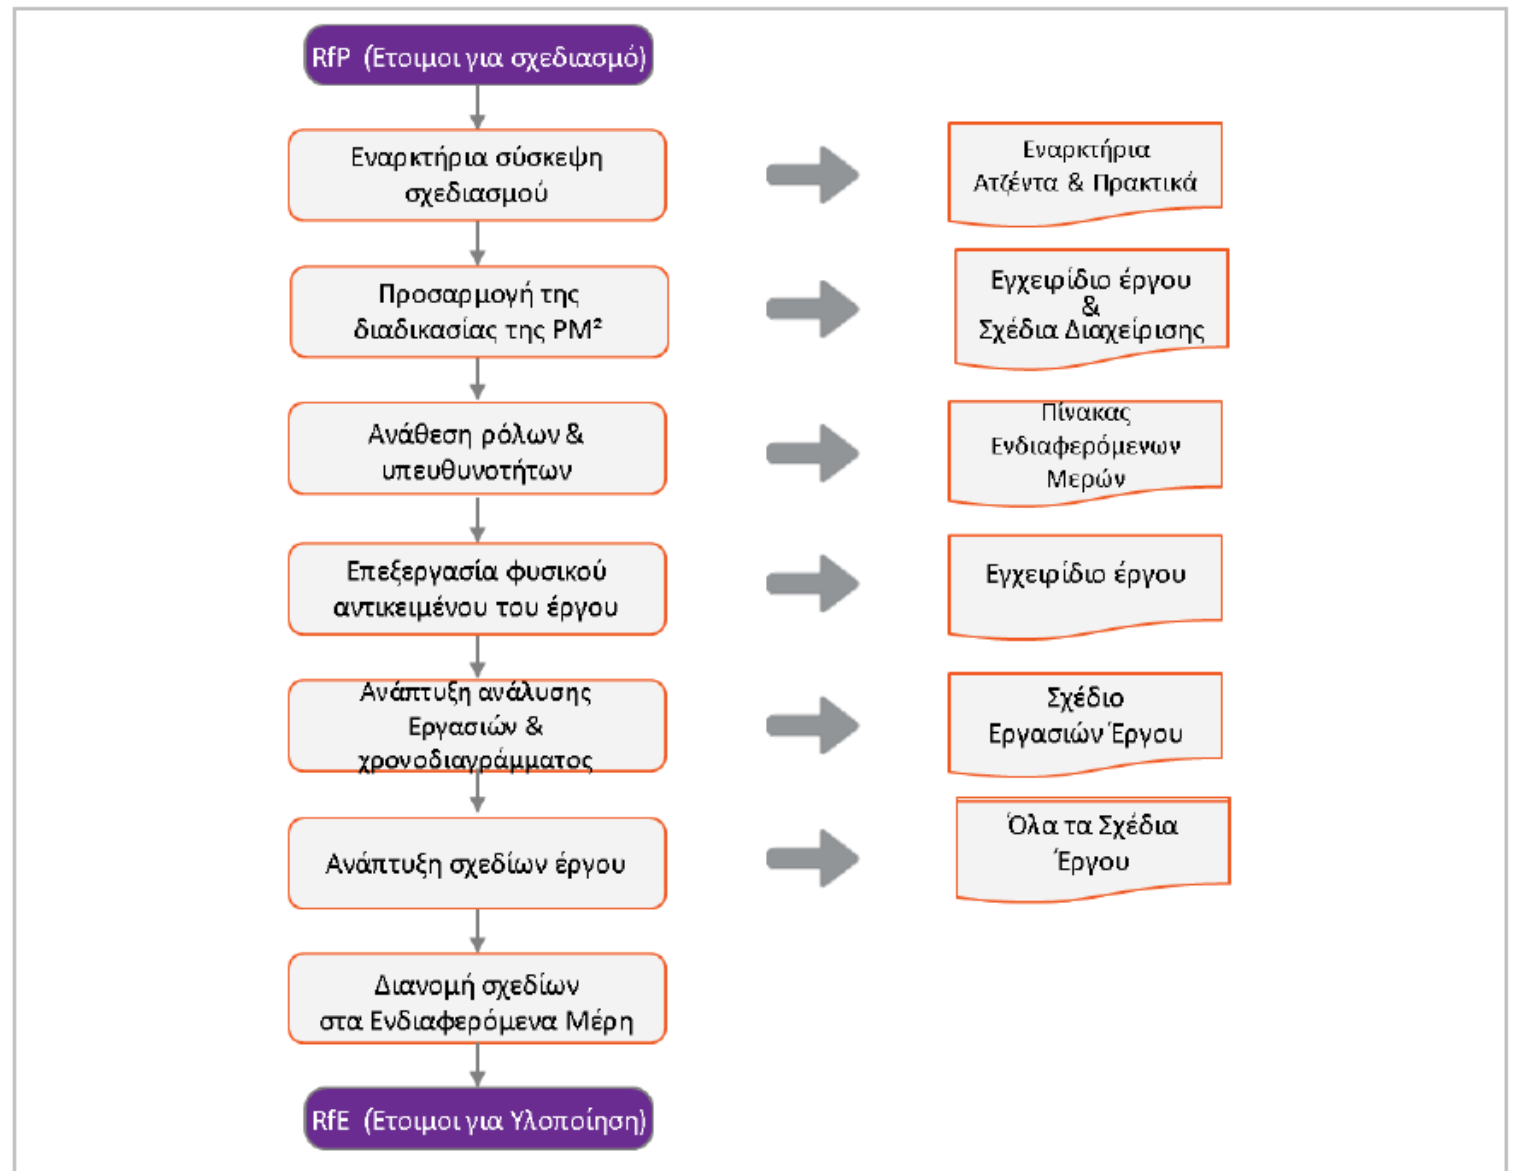 RfP (Ετοιμοι για σχεδιασμό)
Εναρκτήρια σύσκεψη
σχεδιασμού
Εναρκτήρια
Ατζέντα & Πρακτικά
Προσαρμογή της
διαδικασίας της PM²
Εγχειρίδιο έργου
&
Σχέδια Διαχείρισης
Ανάθεση ρόλων &
υπευθυνοτήτων
Πίνακας
Ενδιαφερόμενων
Μερών
Επεξεργασία φυσικού
αντικειμένου του έργου
Εγχειρίδιο έργου
Ανάπτυξη ανάλυσης
Εργασιών &
χρονοδιαγράμματος
Σχέδιο
Εργασιών Έργου
Ανάπτυξη σχεδίων έργου
Όλα τα Σχέδια
Έργου
Διανομή σχεδίων
στα Ενδιαφερόμενα Μέρη
RfE (Ετοιμοι για Υλοποίηση)